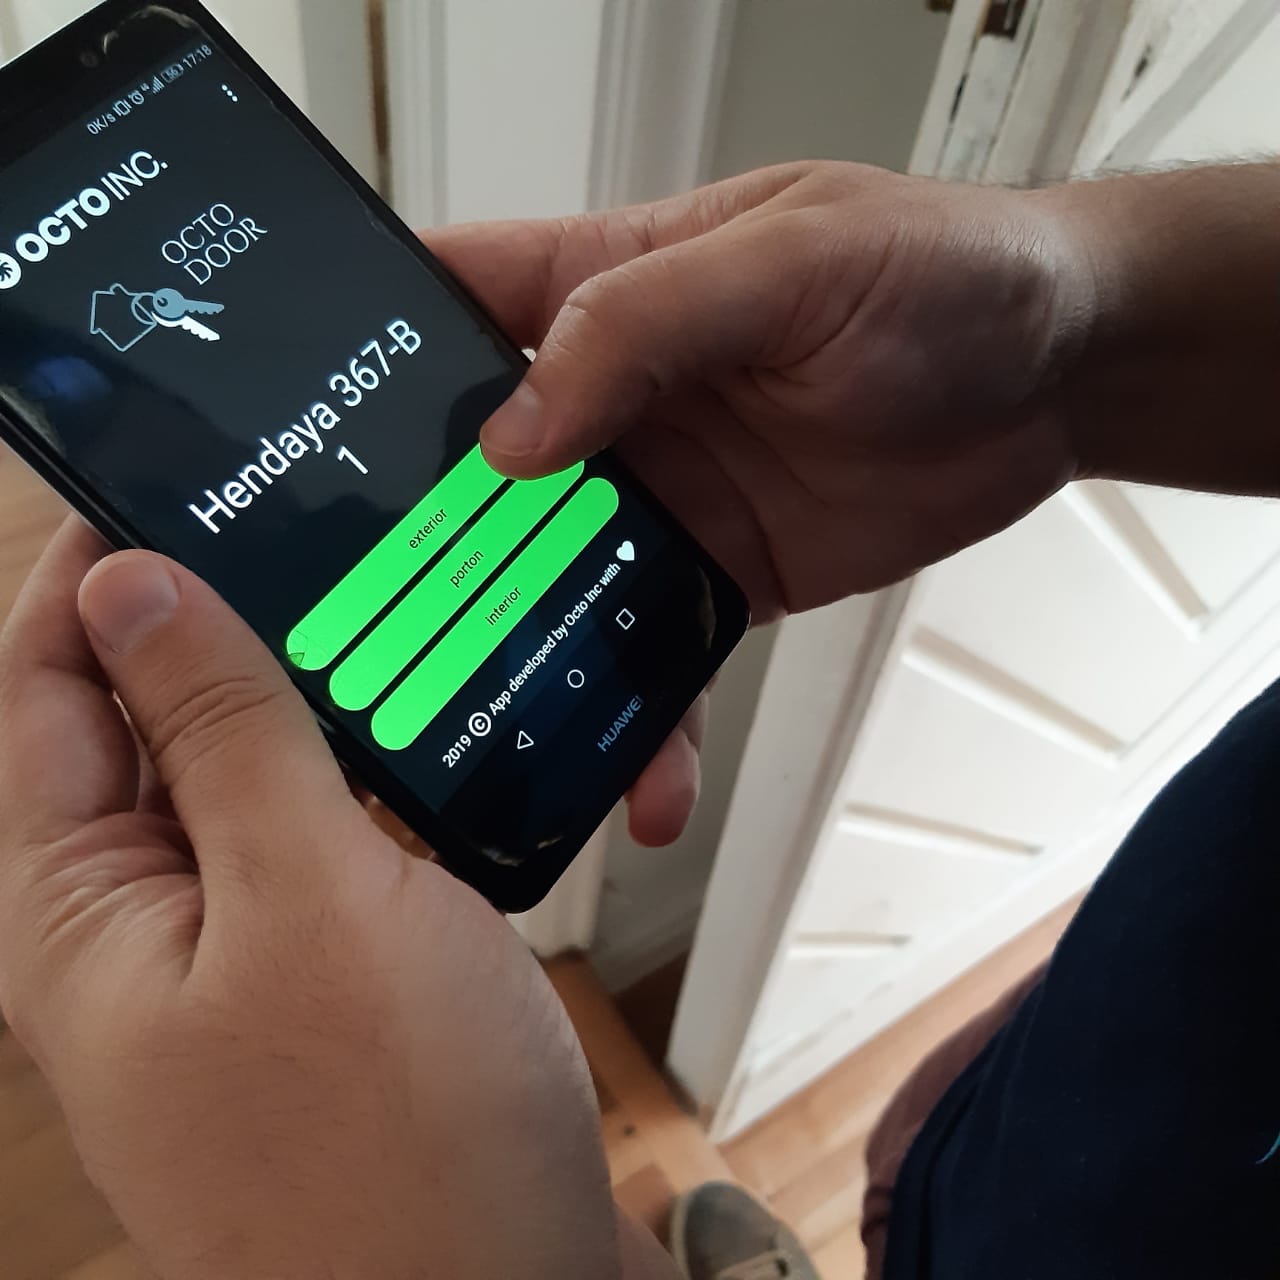 0K/s 56 17:18
OCTO INC.
OCTO
DOOR
Hendaya 367-B
1
exterior
porton
interior
2019 © App developed by Octo Inc with
HUAWEI